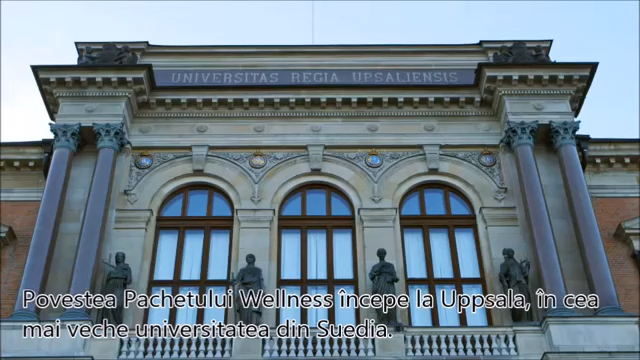 UNIVERSITAS REGIA UPSALIENSIS
Povestea Pachetului Wellness începe la Uppsala, în cea
mai veche universitatea din Suedia.